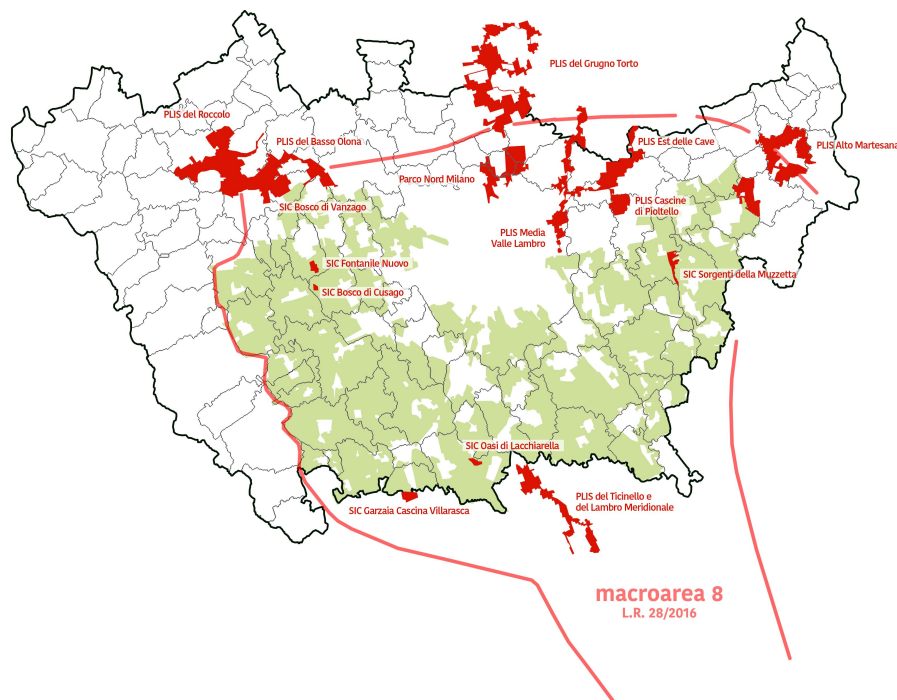 PLIS del Grugno Torto
PLIS del Roccolo
PLIS del Basso Olona
PLIS Est delle Cave
PLIS Alto Martesana
Parco Nord Milano
PLIS Cascine
di Pioltello
SIC Bosco di Vanzago
PLIS Media
Valle Lambro
SIC Fontanile Nuovo
SIC Sorgenti della Muzzetta
SIC Bosco di Cusago
SIC Oasi di Lacchiarella
PLIS del Ticinello e
del Lambro Meridionale
SIC Garzaia Cascina Villarasca
macroarea 8
L.R. 28/2016